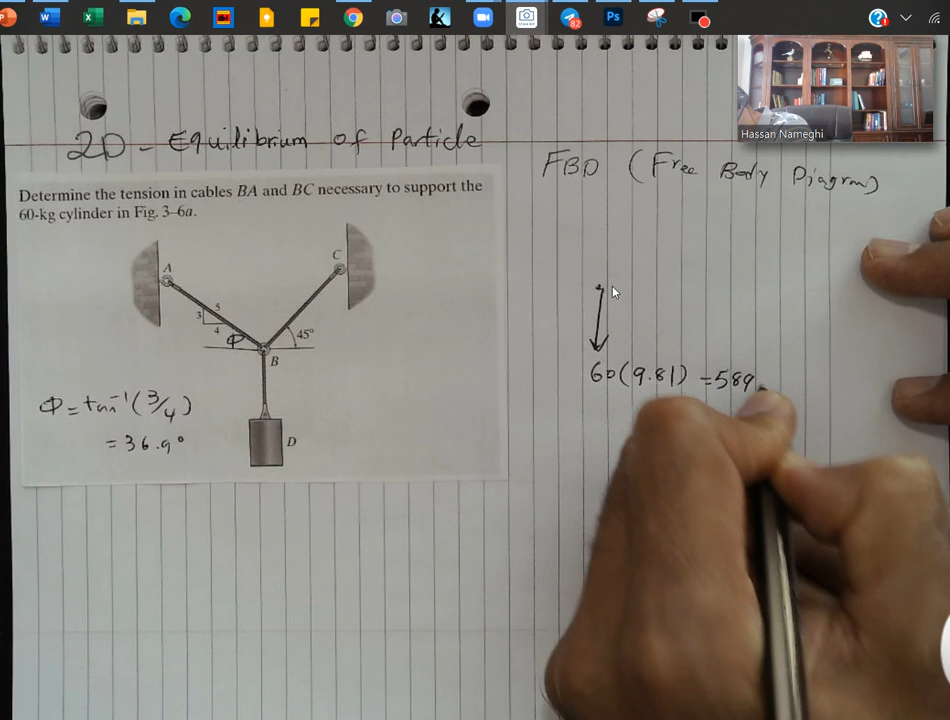 82
Ps
Hassan Nameghi
2D - Equilibrium of Particle
FBD (Free Body Diagram)
Determine the tension in cables BA and BC necessary to support the
60-kg cylinder in Fig. 3–6a.
C
A
5
3
4
Φ
45°
B
60(9.81) = 589.
Φ = tan⁻¹(3/4)
= 36.9°
D